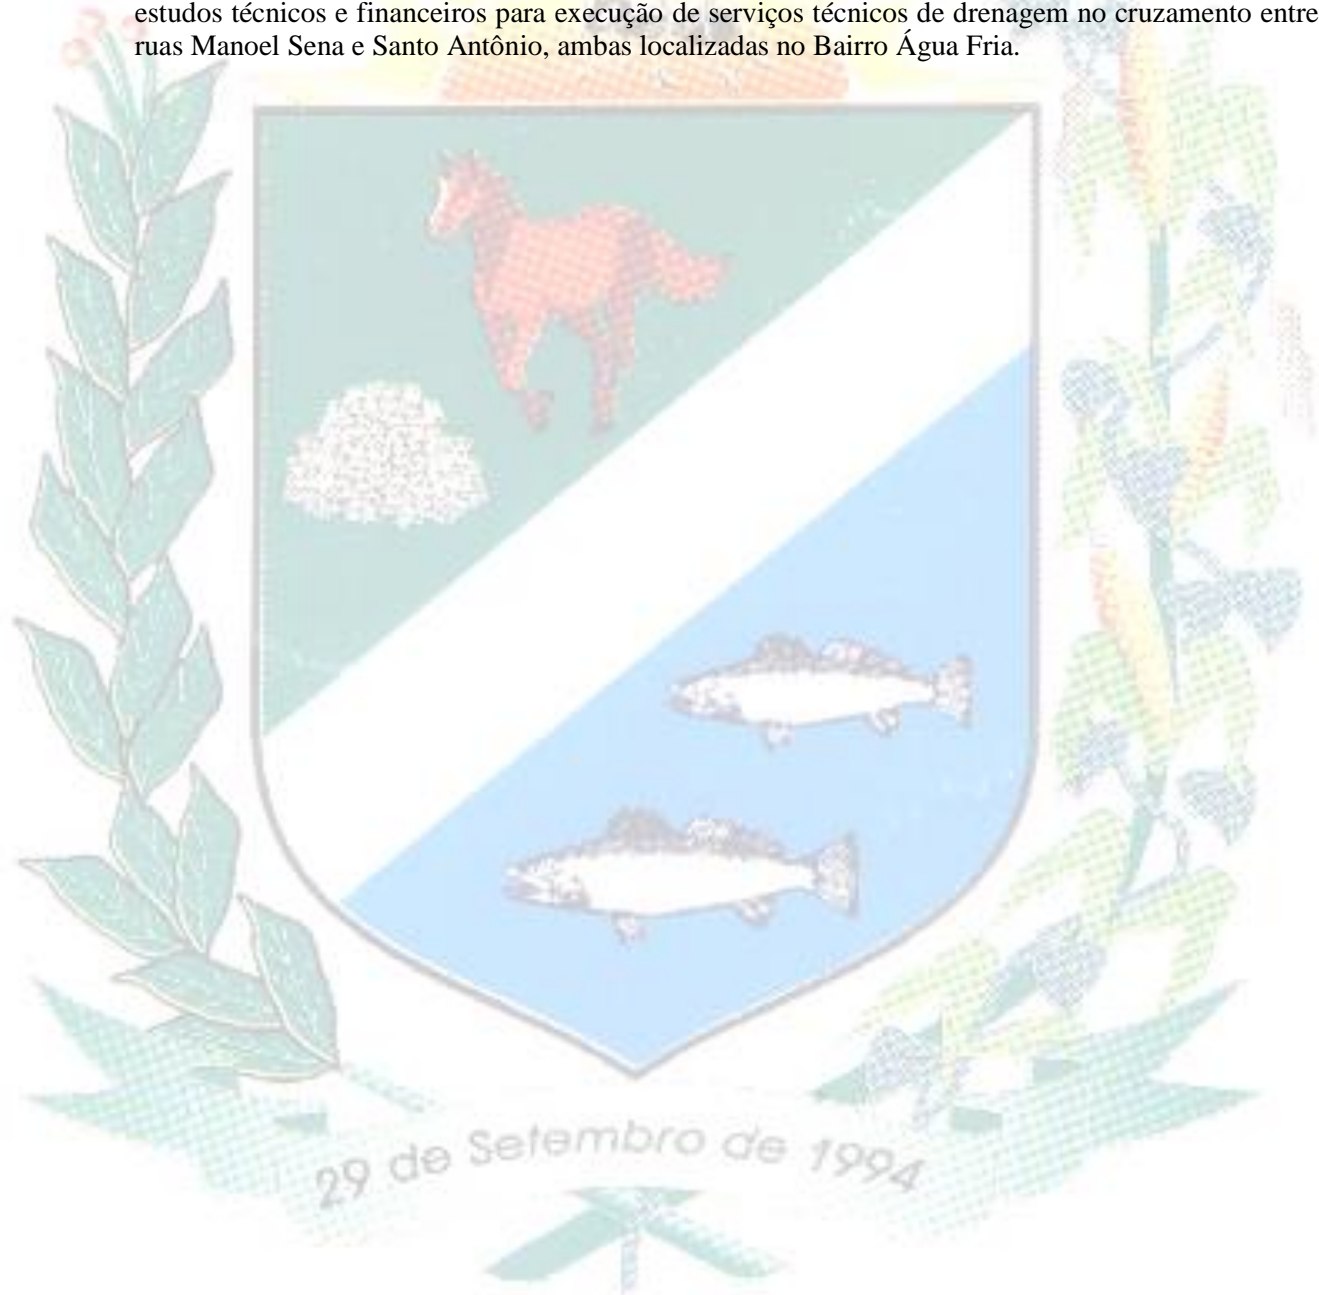 estudos técnicos e financeiros para execução de serviços técnicos de drenagem no cruzamento entre
ruas Manoel Sena e Santo Antônio, ambas localizadas no Bairro Água Fria.
29 de Setembro de 1994